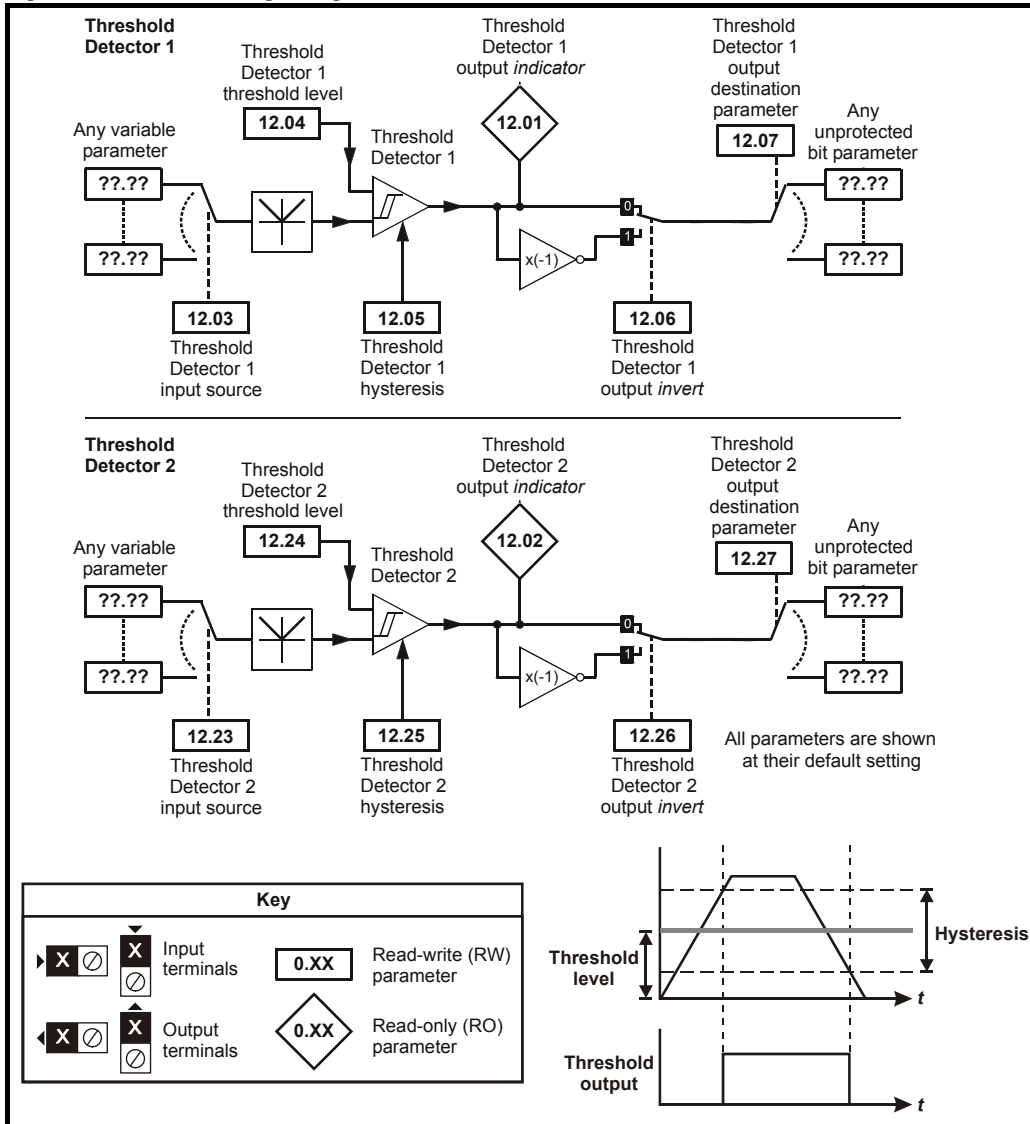 Threshold
Detector 1
Threshold
Detector 1
threshold level
12.04
Threshold
Detector 1
output indicator
12.01
Threshold
Detector 1
output
destination
parameter
12.07
Any variable
parameter
??.??
??.??
Threshold
Detector 1
Any
unprotected
bit parameter
??.??
??.??
0
1
x(-1)
12.03
Threshold
Detector 1
input source
12.05
Threshold
Detector 1
hysteresis
12.06
Threshold
Detector 1
output invert
Threshold
Detector 2
Threshold
Detector 2
threshold level
12.24
Threshold
Detector 2
output indicator
12.02
Threshold
Detector 2
output
destination
parameter
12.27
Any variable
parameter
??.??
??.??
Threshold
Detector 2
Any
unprotected
bit parameter
??.??
??.??
0
1
x(-1)
12.23
Threshold
Detector 2
input source
12.25
Threshold
Detector 2
hysteresis
12.26
Threshold
Detector 2
output invert
All parameters are shown
at their default setting
Key
X
X
Input
terminals
0.XX
Read-write (RW)
parameter
X
X
Output
terminals
0.XX
Read-only (RO)
parameter
Threshold
level
Hysteresis
t
Threshold
output
t